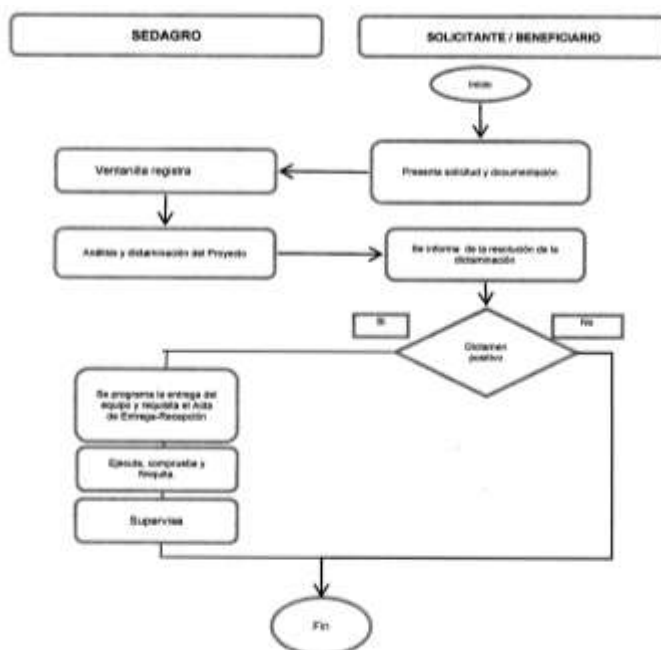 SEDAGRO
SOLICITANTE / BENEFICIARIO
Inicio
Presenta solicitud y documentación
Ventanilla registra
Análisis y dictaminación del Proyecto
Se informa de la resolución de la
dictaminación
Si
No
Dictamen
positivo
Se programa la entrega del
equipo y requisita el Acta
de Entrega-Recepción
Ejecuta, comprueba y
finiquita.
Supervisa
Fin